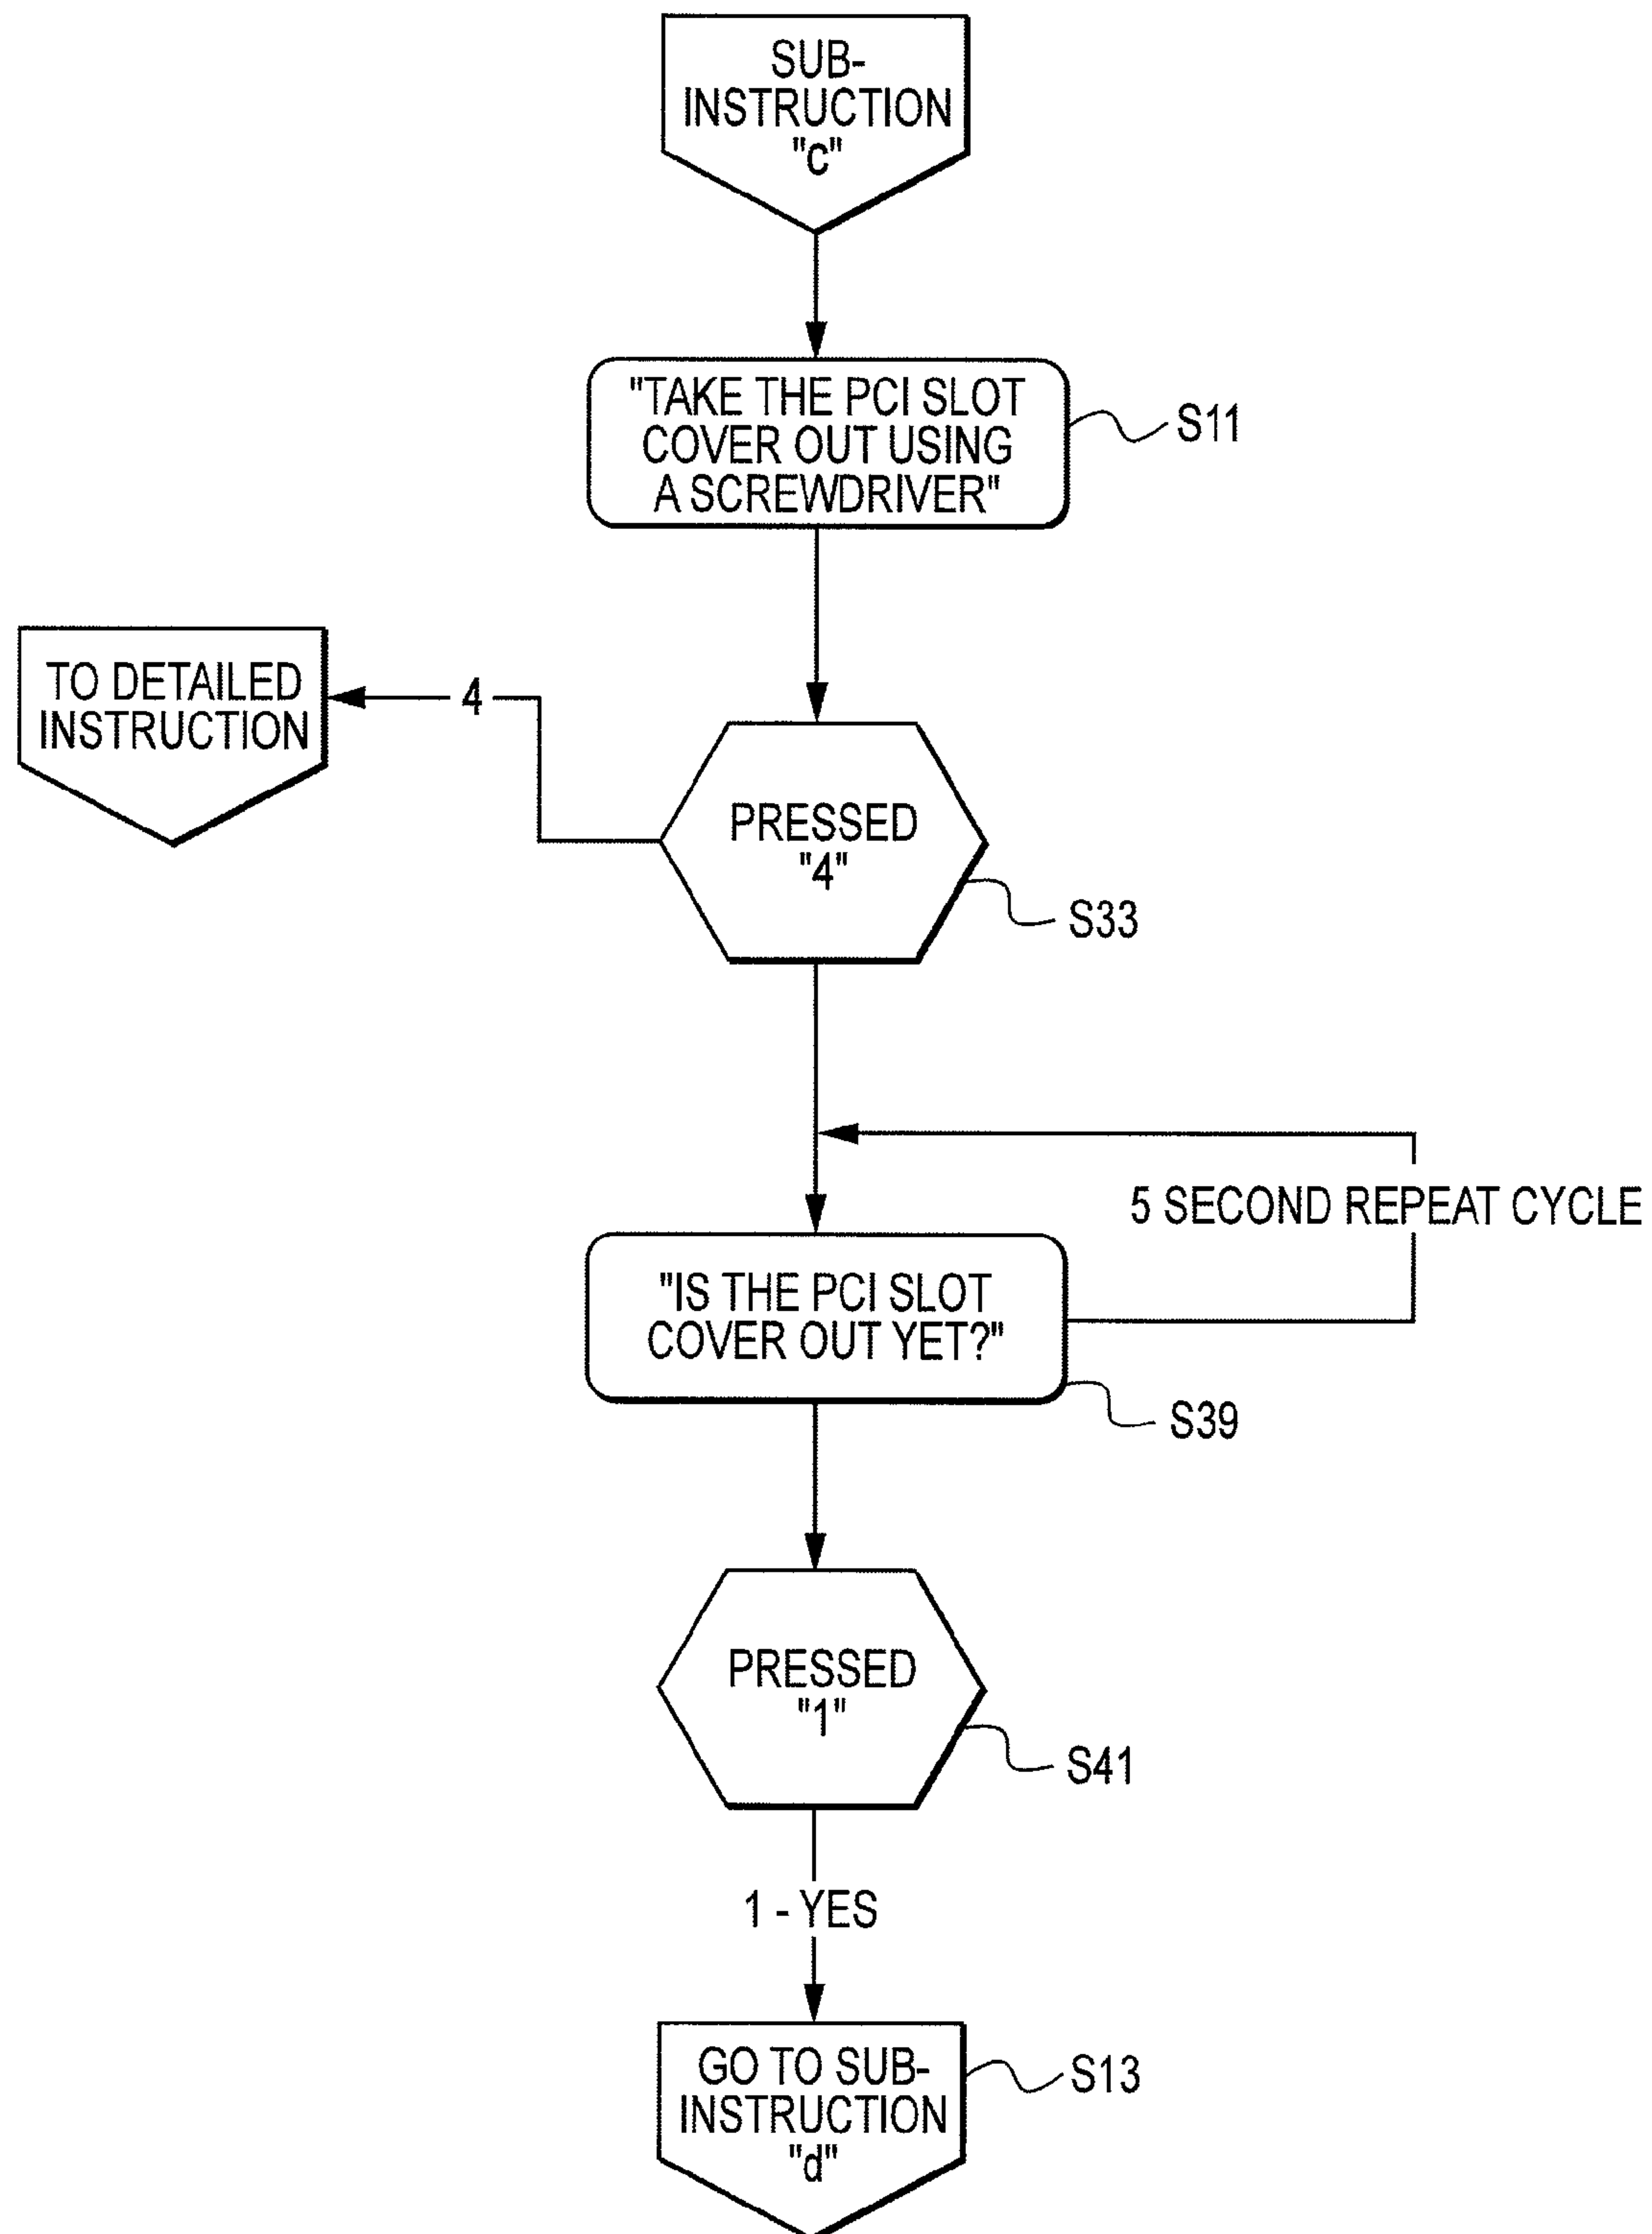 SUB-
INSTRUCTION
"c"
"TAKE THE PCI SLOT
COVER OUT USING
A SCREWDRIVER"
S11
TO DETAILED
INSTRUCTION
4
PRESSED
"4"
S33
5 SECOND REPEAT CYCLE
"IS THE PCI SLOT
COVER OUT YET?"
S39
PRESSED
"1"
S41
1 - YES
GO TO SUB-
INSTRUCTION
"d"
S13